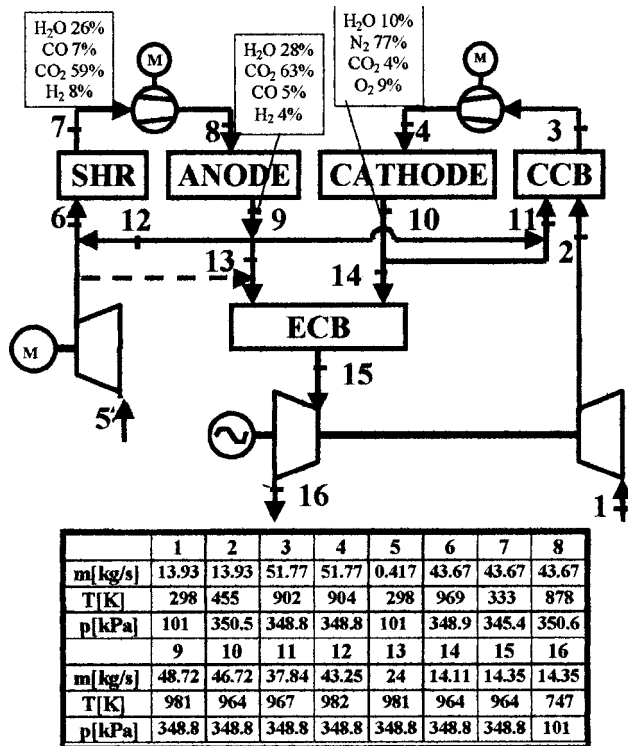 H₂O 26%
CO 7%
CO₂ 59%
H₂ 8%
M
H₂O 28%
CO₂ 63%
CO 5%
H₂ 4%
H₂O 10%
N₂ 77%
CO₂ 4%
O₂ 9%
M
7
8
4
3
SHR
ANODE
CATHODE
CCB
6
12
9
10
11
2
13
14
ECB
M
15
5
16
1
1 2 3 4 5 6 7 8
m[kg/s] 13.93 13.93 51.77 51.77 0.417 43.67 43.67 43.67
T[K] 298 455 902 904 298 969 333 878
p[kPa] 101 350.5 348.8 348.8 101 348.9 345.4 350.6
9 10 11 12 13 14 15 16
m[kg/s] 48.72 46.72 37.84 43.25 24 14.11 14.35 14.35
T[K] 981 964 967 982 981 964 964 747
p[kPa] 348.8 348.8 348.8 348.8 348.8 348.8 348.8 101